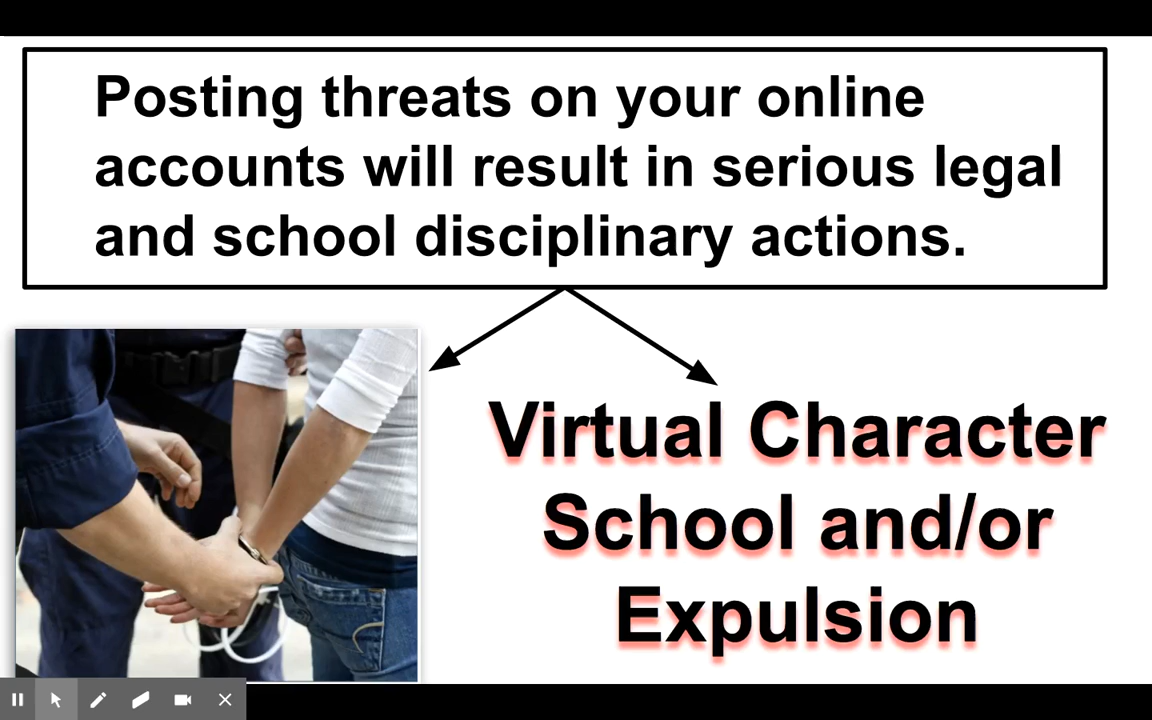 Posting threats on your online
accounts will result in serious legal
and school disciplinary actions.
Virtual Character
School and/or
Expulsion